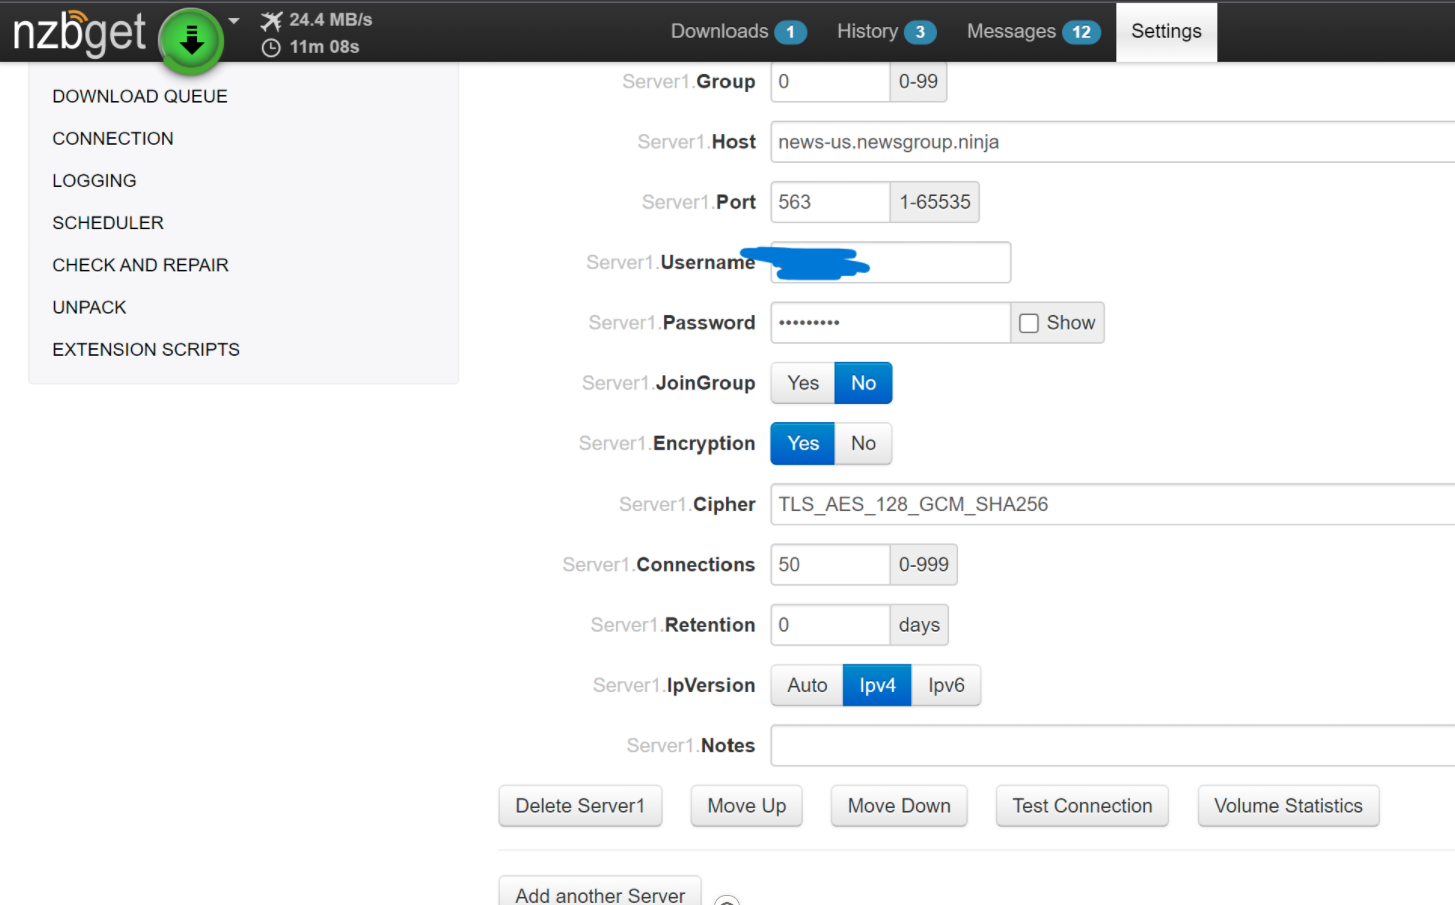 nzbget
24.4 MB/s
11m 08s
Downloads 1
History 3
Messages 12
Settings
DOWNLOAD QUEUE
CONNECTION
LOGGING
SCHEDULER
CHECK AND REPAIR
UNPACK
EXTENSION SCRIPTS
Server1.Group 0 0-99
Server1.Host news-us.newsgroup.ninja
Server1.Port 563 1-65535
Server1.Username
Server1.Password ••••••••• Show
Server1.JoinGroup Yes No
Server1.Encryption Yes No
Server1.Cipher TLS_AES_128_GCM_SHA256
Server1.Connections 50 0-999
Server1.Retention 0 days
Server1.IpVersion Auto Ipv4 Ipv6
Server1.Notes
Delete Server1 Move Up Move Down Test Connection Volume Statistics
Add another Server